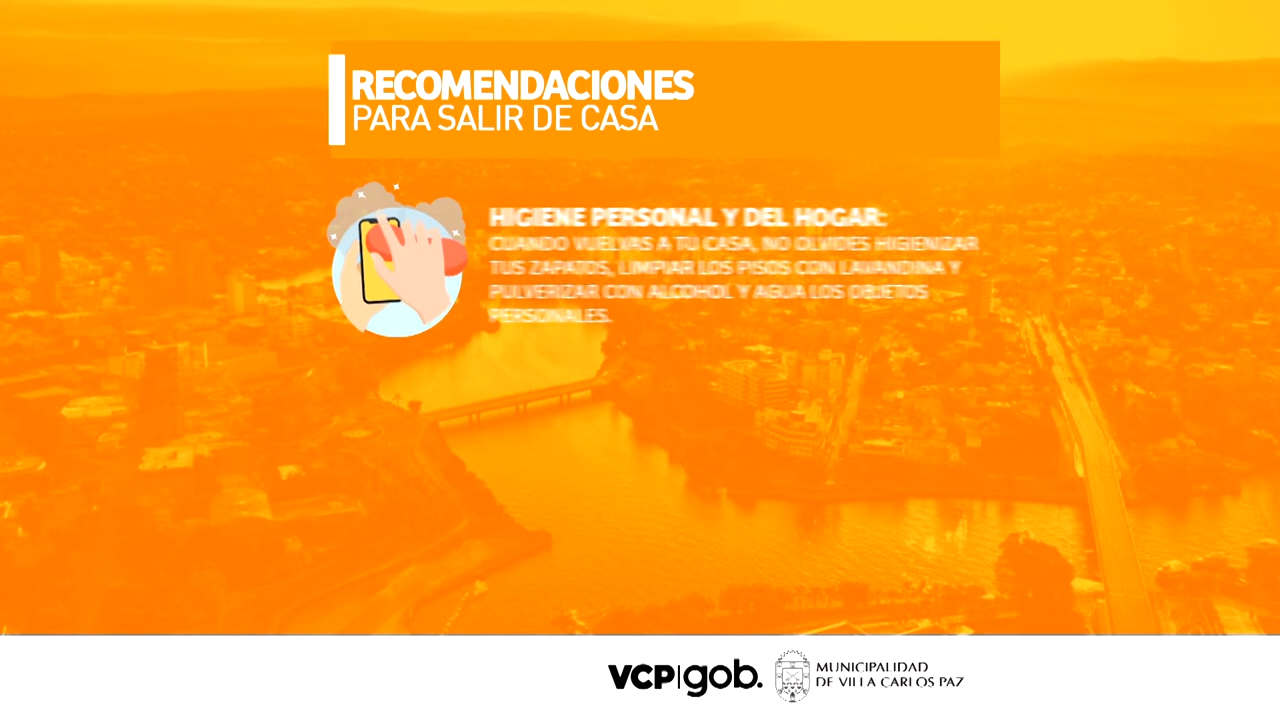 RECOMENDACIONES
PARA SALIR DE CASA
HIGIENE PERSONAL Y DEL HOGAR:
CUANDO VUELVAS A TU CASA, NO OLVIDES HIGIENIZAR
TUS ZAPATOS, LIMPIAR LOS PISOS CON LAVANDINA Y
PULVERIZAR CON ALCOHOL Y AGUA LOS OBJETOS
PERSONALES.
VCP|gob.
MUNICIPALIDAD
DE VILLA CARLOS PAZ